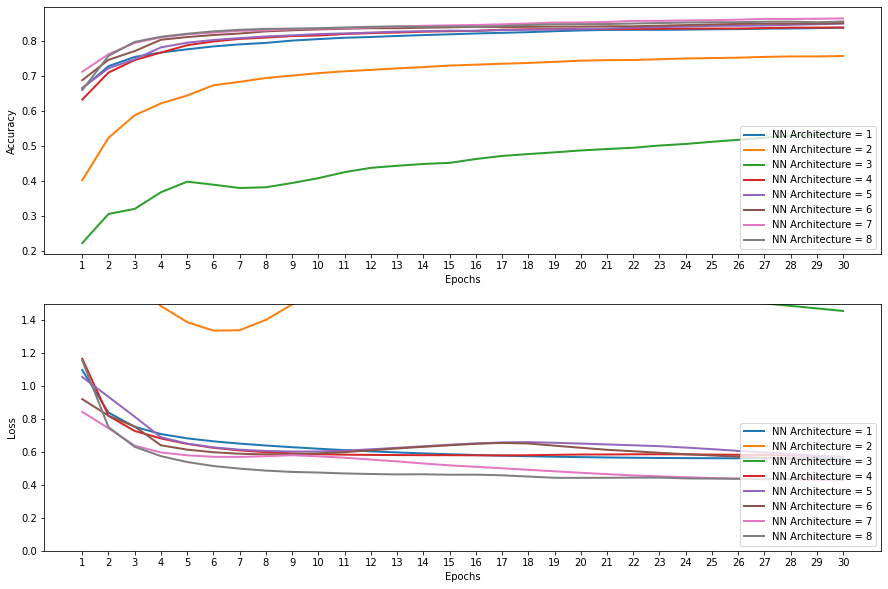 0.8
0.7
0.6
0.5
0.4
0.3
0.2
Accuracy
NN Architecture = 1
NN Architecture = 2
NN Architecture = 3
NN Architecture = 4
NN Architecture = 5
NN Architecture = 6
NN Architecture = 7
NN Architecture = 8
1 2 3 4 5 6 7 8 9 10 11 12 13 14 15 16 17 18 19 20 21 22 23 24 25 26 27 28 29 30
Epochs
1.4
1.2
1.0
0.8
0.6
0.4
0.2
0.0
Loss
NN Architecture = 1
NN Architecture = 2
NN Architecture = 3
NN Architecture = 4
NN Architecture = 5
NN Architecture = 6
NN Architecture = 7
NN Architecture = 8
1 2 3 4 5 6 7 8 9 10 11 12 13 14 15 16 17 18 19 20 21 22 23 24 25 26 27 28 29 30
Epochs